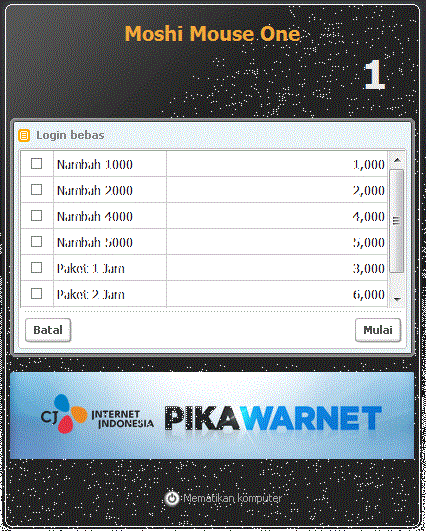 Moshi Mouse One
1
Login bebas
Nambah 1000 1,000
Nambah 2000 2,000
Nambah 4000 4,000
Nambah 5000 5,000
Paket 1 Jam 3,000
Paket 2 Jam 6,000
Batal Mulai
CJ INTERNET INDONESIA PIKAWARNET
Mematikan komputer